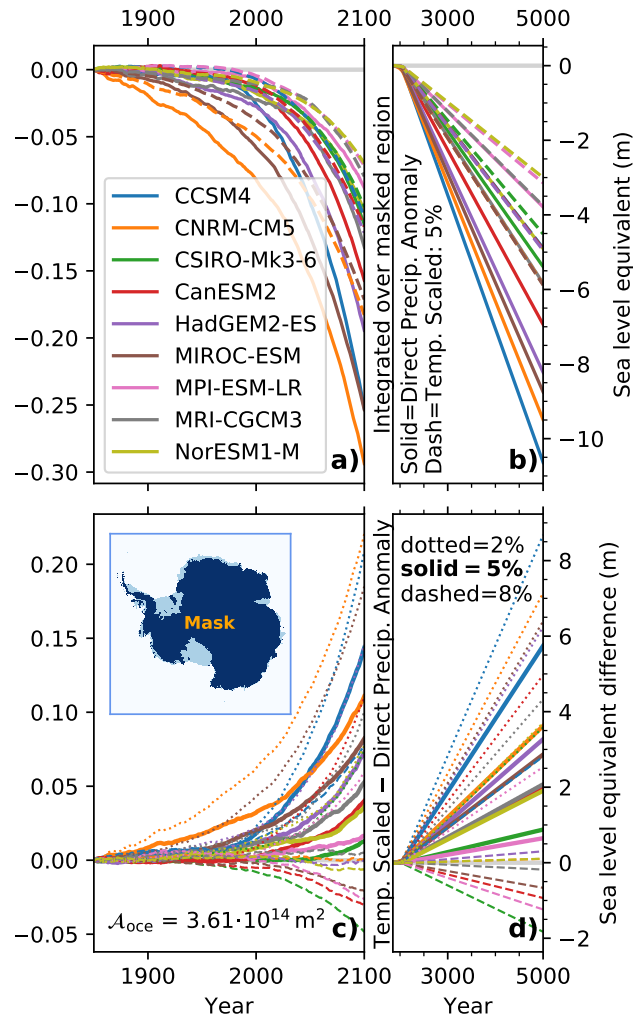 1900 2000 2100
3000 5000
0.00
−0.05
−0.10
−0.15
−0.20
−0.25
−0.30
CCSM4
CNRM-CM5
CSIRO-Mk3-6
CanESM2
HadGEM2-ES
MIROC-ESM
MPI-ESM-LR
MRI-CGCM3
NorESM1-M
a)
Integrated over masked region
Solid=Direct Precip. Anomaly
Dash=Temp. Scaled: 5%
b)
0
−2
−4
−6
−8
−10
Sea level equivalent (m)
0.20
0.15
0.10
0.05
0.00
−0.05
Mask
𝒜oce = 3.61·10¹⁴ m²
c)
1900 2000 2100
Year
Temp. Scaled − Direct Precip. Anomaly
dotted=2%
solid = 5%
dashed=8%
d)
8
6
4
2
0
−2
Sea level equivalent difference (m)
3000 5000
Year